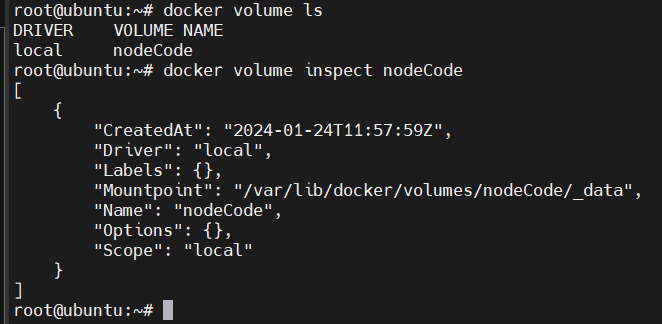 root@ubuntu:~# docker volume ls
DRIVER    VOLUME NAME
local     nodeCode
root@ubuntu:~# docker volume inspect nodeCode
[
    {
        "CreatedAt": "2024-01-24T11:57:59Z",
        "Driver": "local",
        "Labels": {},
        "Mountpoint": "/var/lib/docker/volumes/nodeCode/_data",
        "Name": "nodeCode",
        "Options": {},
        "Scope": "local"
    }
]
root@ubuntu:~#